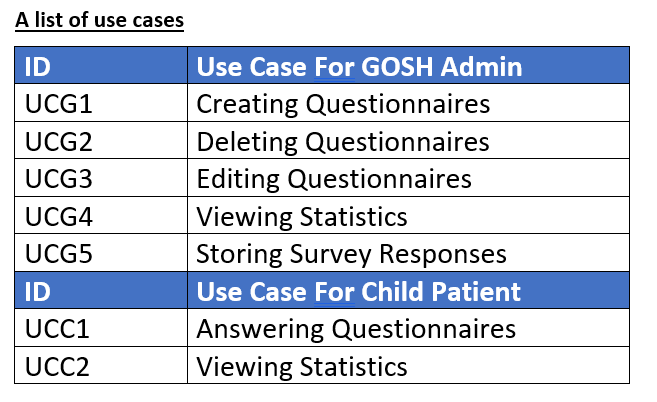 A list of use cases
ID Use Case For GOSH Admin
UCG1 Creating Questionnaires
UCG2 Deleting Questionnaires
UCG3 Editing Questionnaires
UCG4 Viewing Statistics
UCG5 Storing Survey Responses
ID Use Case For Child Patient
UCC1 Answering Questionnaires
UCC2 Viewing Statistics